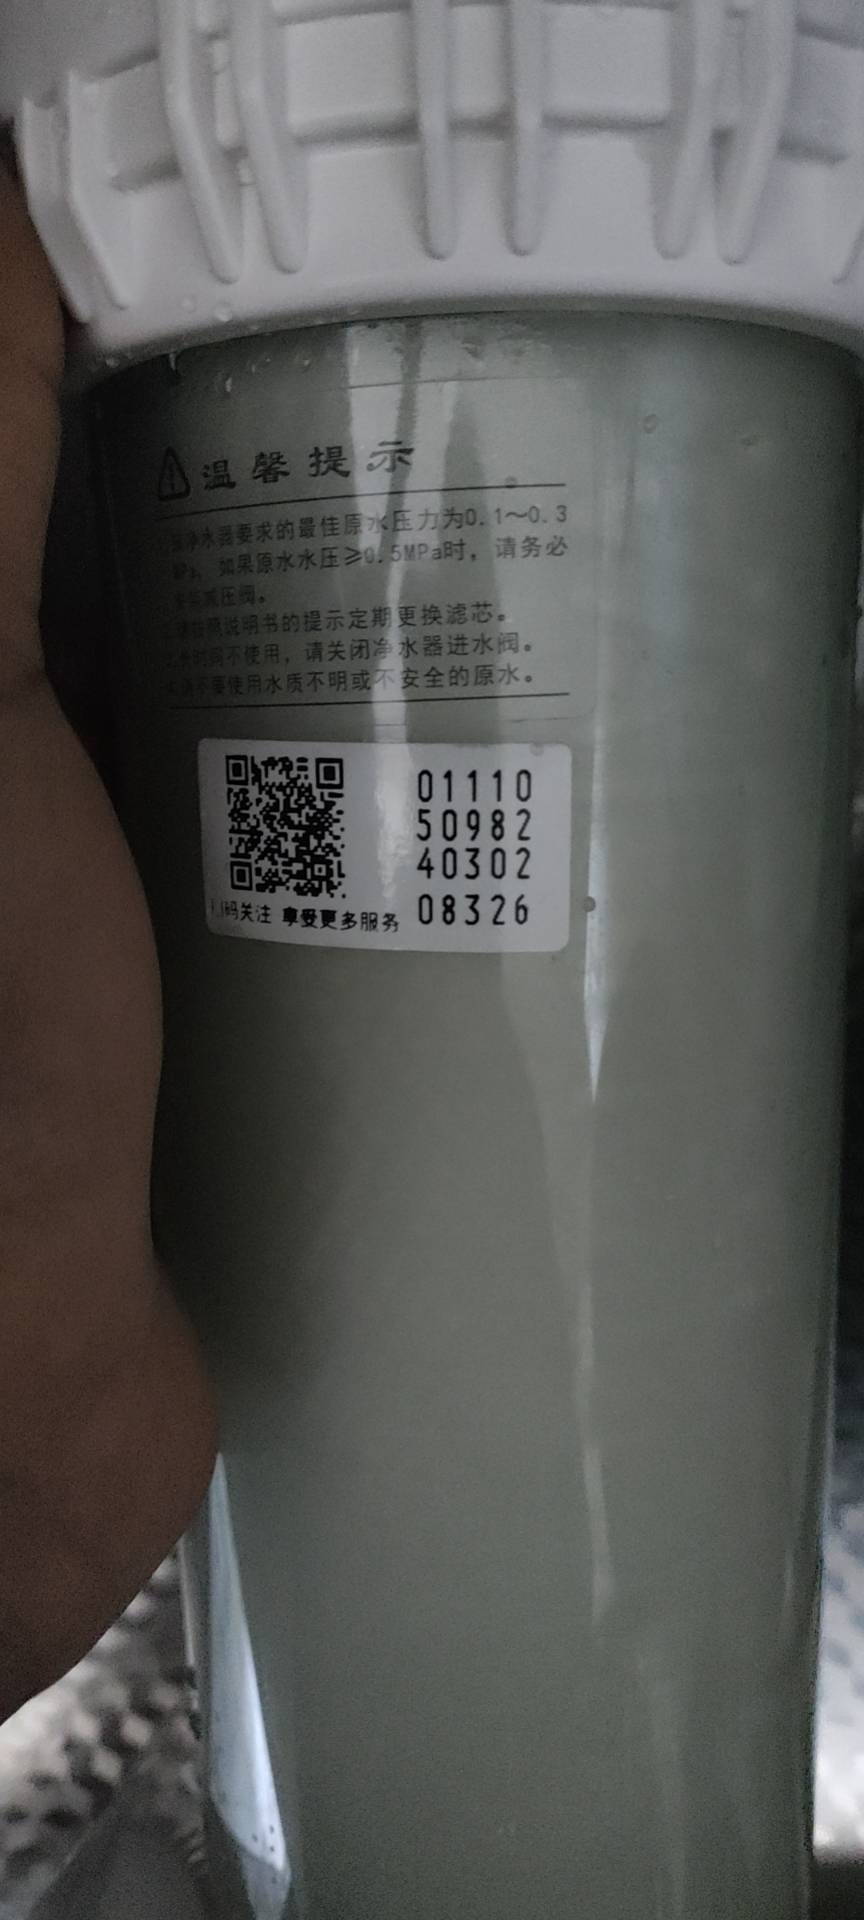 温馨提示
净水器要求的最佳原水压力为0.1～0.3
MPa, 如果原水水压≥0.5MPa时, 请务必
减压阀。
说明书的提示定期更换滤芯。
时间不使用, 请关闭净水器进水阀。
不要使用水质不明或不安全的原水。
01110
50982
40302
08326
码关注 享受更多服务